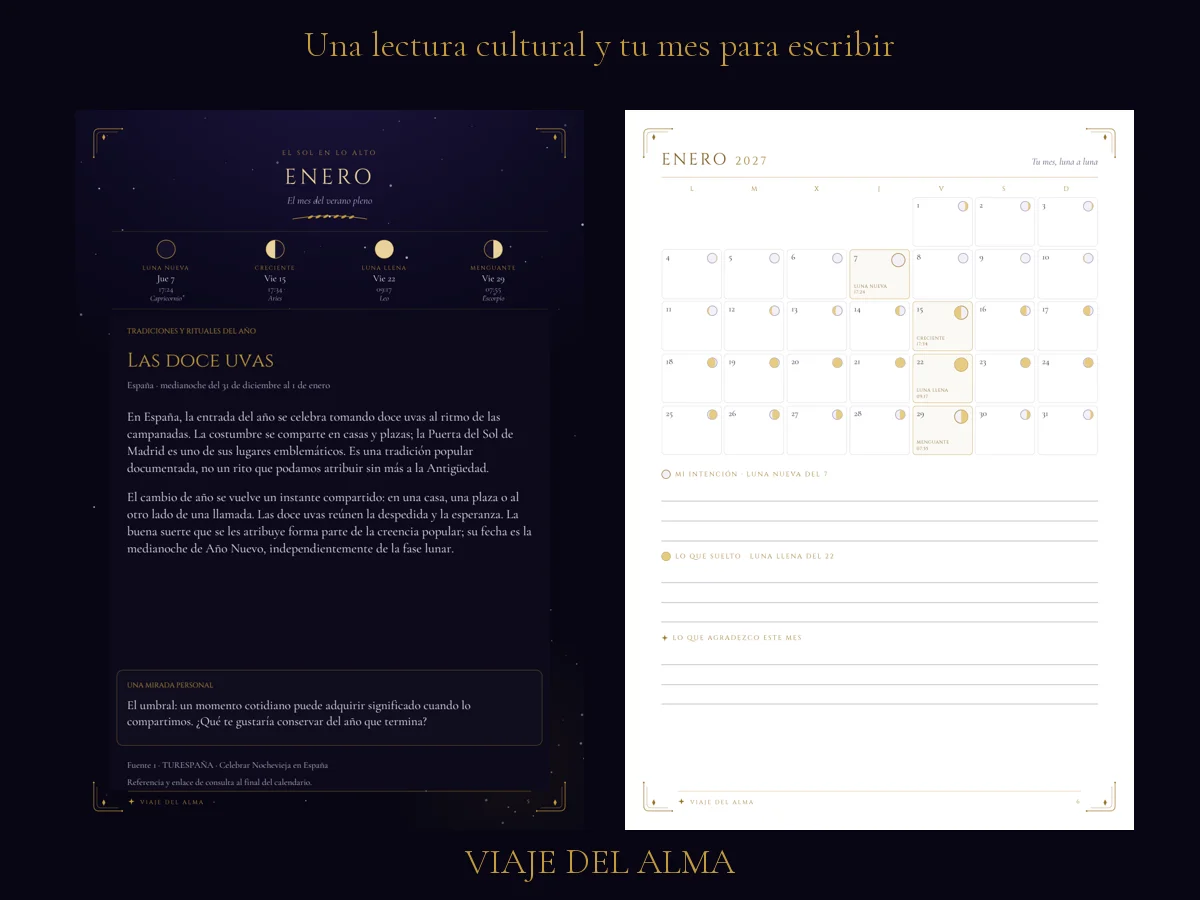 Una lectura cultural y tu mes para escribir
EL SOL EN LO ALTO
ENERO
El mes del verano pleno
LUNA NUEVA
Jue 7
17:24
Capricornio*
CRECIENTE
Vie 15
17:34
Aries
LUNA LLENA
Vie 22
09:17
Leo
MENGUANTE
Vie 29
07:55
Escorpio
TRADICIONES Y RITUALES DEL AÑO
LAS DOCE UVAS
España · medianoche del 31 de diciembre al 1 de enero
En España, la entrada del año se celebra tomando doce uvas al ritmo de las
campanadas. La costumbre se comparte en casas y plazas; la Puerta del Sol de
Madrid es uno de sus lugares emblemáticos. Es una tradición popular
documentada, no un rito que podamos atribuir sin más a la Antigüedad.
El cambio de año se vuelve un instante compartido: en una casa, una plaza o al
otro lado de una llamada. Las doce uvas reúnen la despedida y la esperanza. La
buena suerte que se les atribuye forma parte de la creencia popular; su fecha es la
medianoche de Año Nuevo, independientemente de la fase lunar.
UNA MIRADA PERSONAL
El umbral: un momento cotidiano puede adquirir significado cuando lo
compartimos. ¿Qué te gustaría conservar del año que termina?
Fuente 1 · TURESPAÑA · Celebrar Nochevieja en España
Referencia y enlace de consulta al final del calendario.
VIAJE DEL ALMA
5
ENERO 2027
Tu mes, luna a luna
L M X J V S D
1 2 3
4 5 6 7 8 9 10
LUNA NUEVA
17:24
11 12 13 14 15 16 17
CRECIENTE
17:34
18 19 20 21 22 23 24
LUNA LLENA
09:17
25 26 27 28 29 30 31
MENGUANTE
07:55
MI INTENCIÓN · LUNA NUEVA DEL 7
LO QUE SUELTO · LUNA LLENA DEL 22
LO QUE AGRADEZCO ESTE MES
VIAJE DEL ALMA
6
VIAJE DEL ALMA